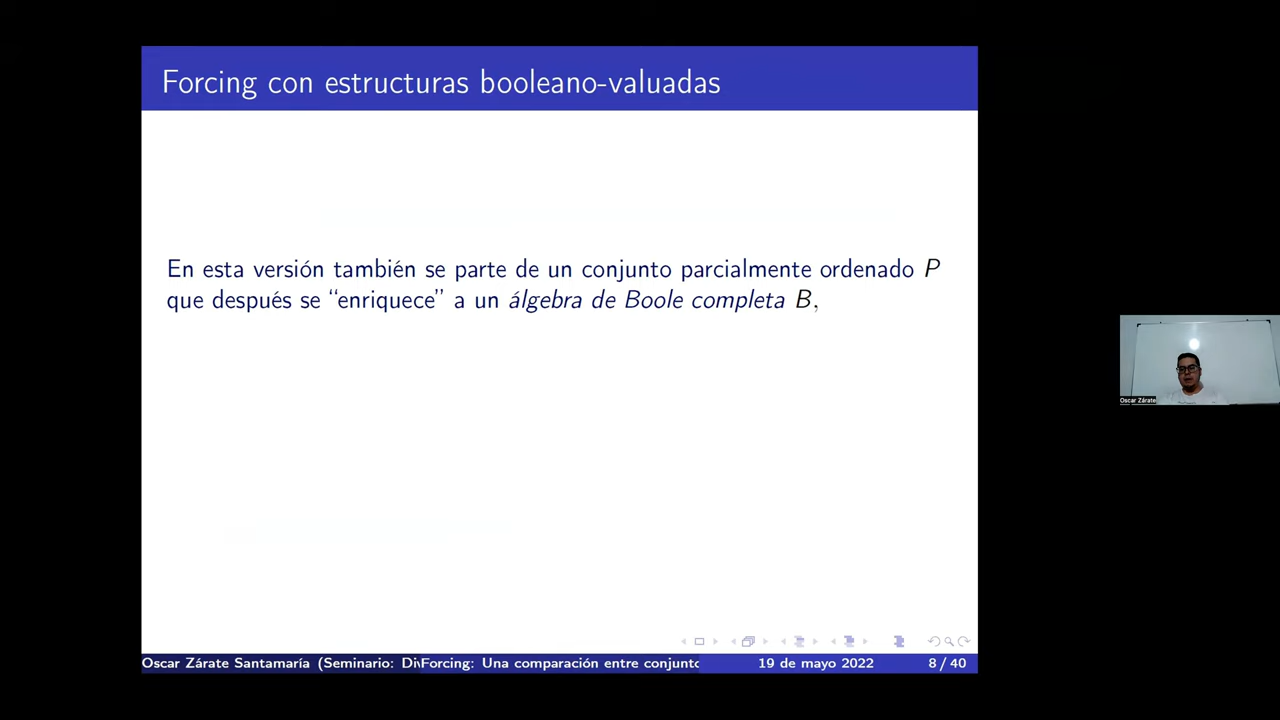 Forcing con estructuras booleano-valuadas
En esta versión también se parte de un conjunto parcialmente ordenado P
que después se “enriquece” a un álgebra de Boole completa B,
Oscar Zárate
Oscar Zárate Santamaría (Seminario: Di Forcing: Una comparación entre conjunto 19 de mayo 2022 8 / 40